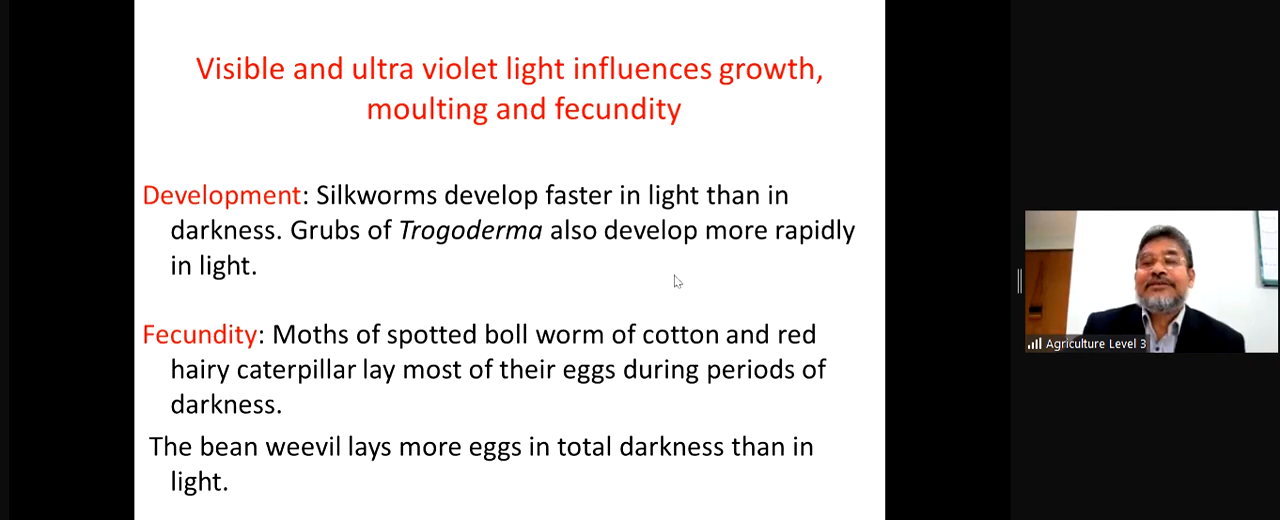 Visible and ultra violet light influences growth,
moulting and fecundity
Development: Silkworms develop faster in light than in
darkness. Grubs of Trogoderma also develop more rapidly
in light.
Fecundity: Moths of spotted boll worm of cotton and red
hairy caterpillar lay most of their eggs during periods of
darkness.
The bean weevil lays more eggs in total darkness than in
light.
Agriculture Level 3